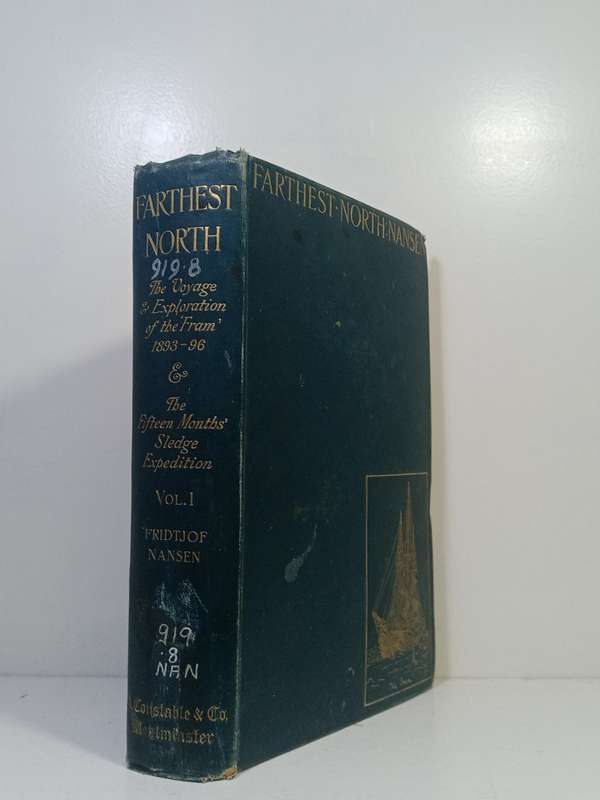 FARTHEST
NORTH
919.8
The Voyage
& Exploration
of the 'Fram'
1893-96
&
The
Fifteen Months'
Sledge
Expedition
VOL. I
FRIDTJOF
NANSEN
919
.8
NAN
A. Constable & Co.
Westminster
FARTHEST·NORTH·NANSEN